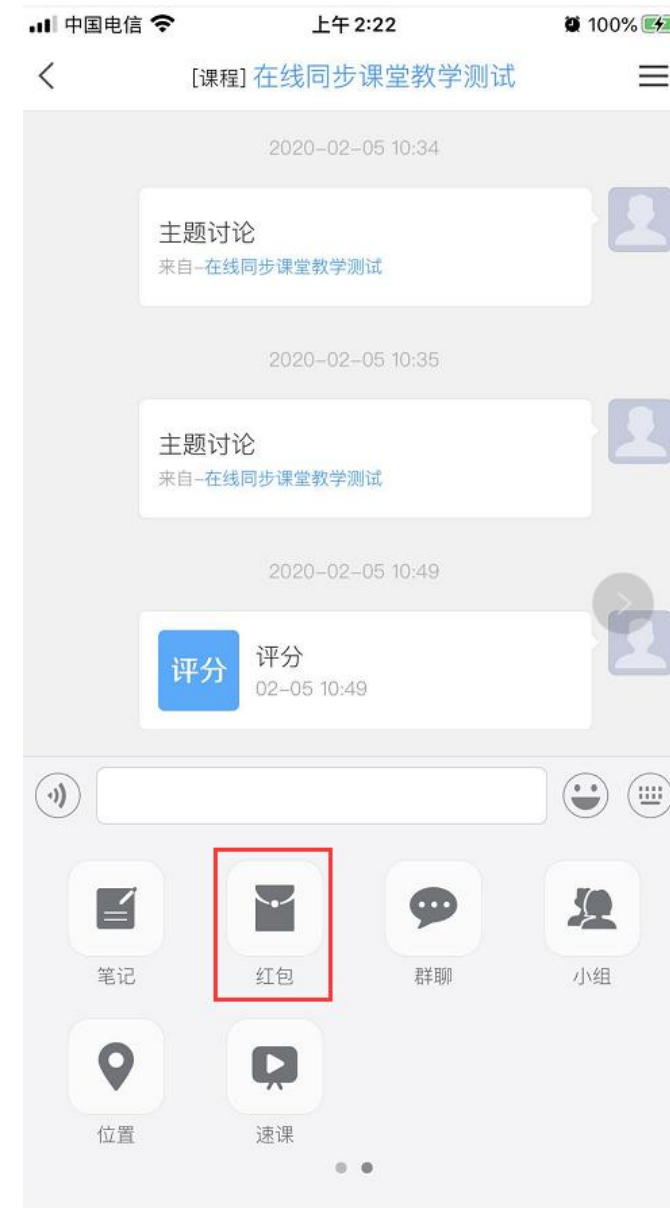 中国电信 上午 2:22 100%
[课程] 在线同步课堂教学测试
2020-02-05 10:34
主题讨论
来自-在线同步课堂教学测试
2020-02-05 10:35
主题讨论
来自-在线同步课堂教学测试
2020-02-05 10:49
评分 评分
02-05 10:49
笔记 红包 群聊 小组
位置 速课